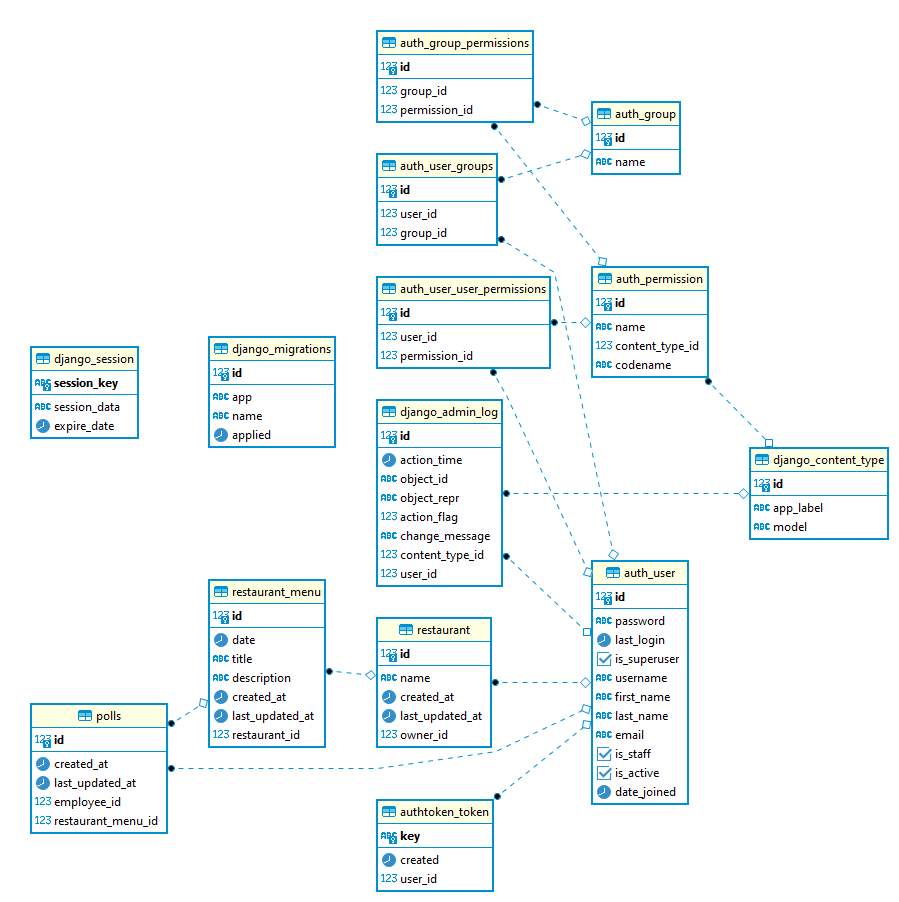 auth_group_permissions
123 id
123 group_id
123 permission_id
auth_group
123 id
ABC name
auth_user_groups
123 id
123 user_id
123 group_id
auth_user_user_permissions
123 id
123 user_id
123 permission_id
auth_permission
123 id
ABC name
123 content_type_id
ABC codename
django_session
ABC session_key
ABC session_data
expire_date
django_migrations
123 id
ABC app
ABC name
applied
django_admin_log
123 id
action_time
ABC object_id
ABC object_repr
123 action_flag
ABC change_message
123 content_type_id
123 user_id
django_content_type
123 id
ABC app_label
ABC model
auth_user
123 id
ABC password
last_login
is_superuser
ABC username
ABC first_name
ABC last_name
ABC email
is_staff
is_active
date_joined
restaurant_menu
123 id
date
ABC title
ABC description
created_at
last_updated_at
123 restaurant_id
restaurant
123 id
ABC name
created_at
last_updated_at
123 owner_id
polls
123 id
created_at
last_updated_at
123 employee_id
123 restaurant_menu_id
authtoken_token
ABC key
created
123 user_id